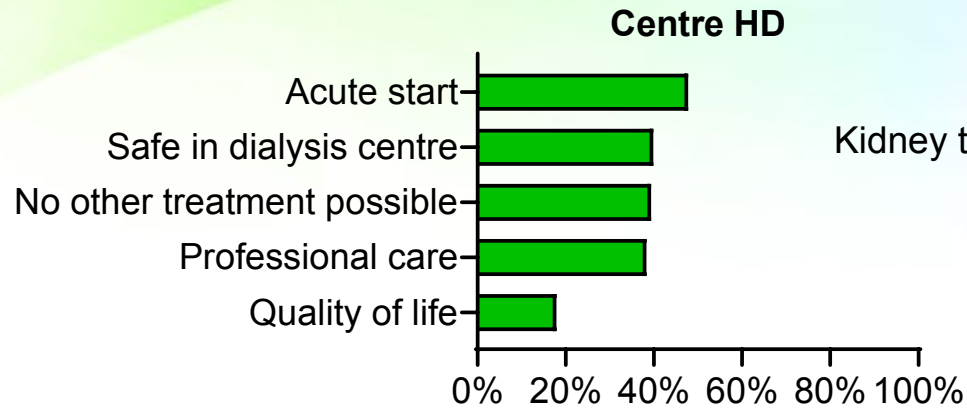 Centre HD
Acute start
Safe in dialysis centre
No other treatment possible
Professional care
Quality of life
0% 20% 40% 60% 80% 100%
Kidney t